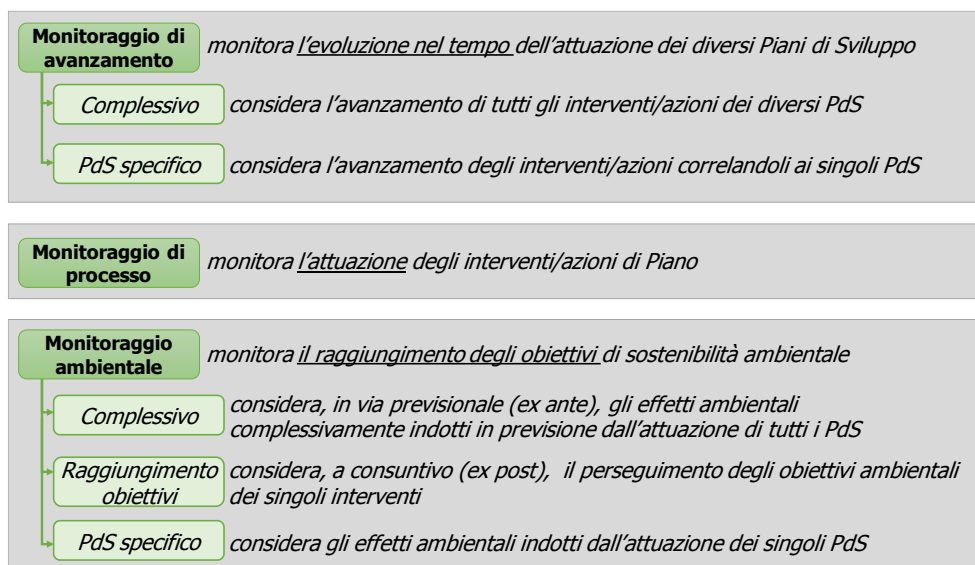 Monitoraggio di
avanzamento
monitora l'evoluzione nel tempo dell'attuazione dei diversi Piani di Sviluppo
Complessivo
considera l'avanzamento di tutti gli interventi/azioni dei diversi PdS
PdS specifico
considera l'avanzamento degli interventi/azioni correlandoli ai singoli PdS
Monitoraggio di
processo
monitora l'attuazione degli interventi/azioni di Piano
Monitoraggio
ambientale
monitora il raggiungimento degli obiettivi di sostenibilità ambientale
Complessivo
considera, in via previsionale (ex ante), gli effetti ambientali
complessivamente indotti in previsione dall'attuazione di tutti i PdS
Raggiungimento
obiettivi
considera, a consuntivo (ex post), il perseguimento degli obiettivi ambientali
dei singoli interventi
PdS specifico
considera gli effetti ambientali indotti dall'attuazione dei singoli PdS